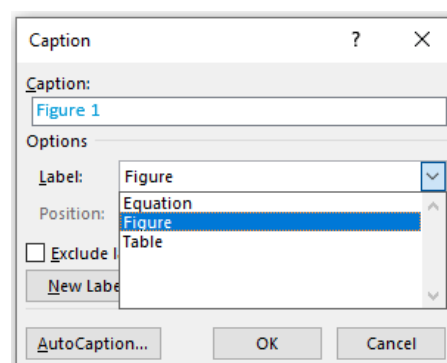 Caption ? ×
Caption:
Figure 1
Options
Label: Figure
Position:
Equation
Figure
Table
Exclude l
New Labe
AutoCaption... OK Cancel